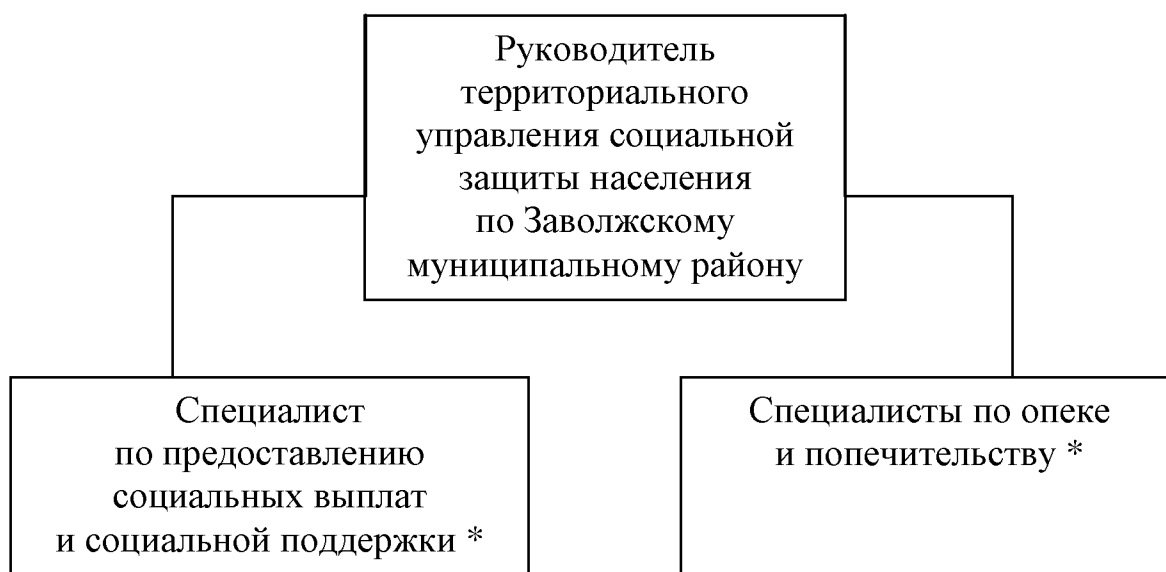 Руководитель
территориального
управления социальной
защиты населения
по Заволжскому
муниципальному району
Специалист
по предоставлению
социальных выплат
и социальной поддержки *
Специалисты по опеке
и попечительству *